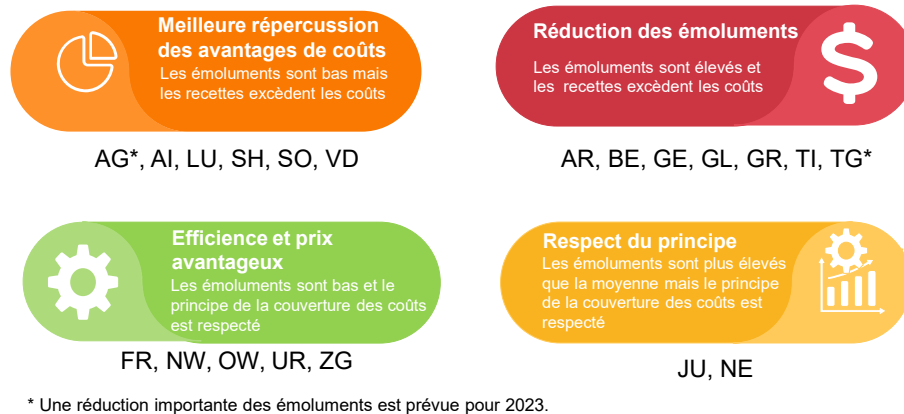 Meilleure répercussion
des avantages de coûts
Les émoluments sont bas mais
les recettes excèdent les coûts
AG*, AI, LU, SH, SO, VD
Réduction des émoluments
Les émoluments sont élevés et
les recettes excèdent les coûts
$
AR, BE, GE, GL, GR, TI, TG*
Efficience et prix
avantageux
Les émoluments sont bas et le
principe de la couverture des coûts
est respecté
FR, NW, OW, UR, ZG
Respect du principe
Les émoluments sont plus élevés
que la moyenne mais le principe
de la couverture des coûts est
respecté
JU, NE
* Une réduction importante des émoluments est prévue pour 2023.